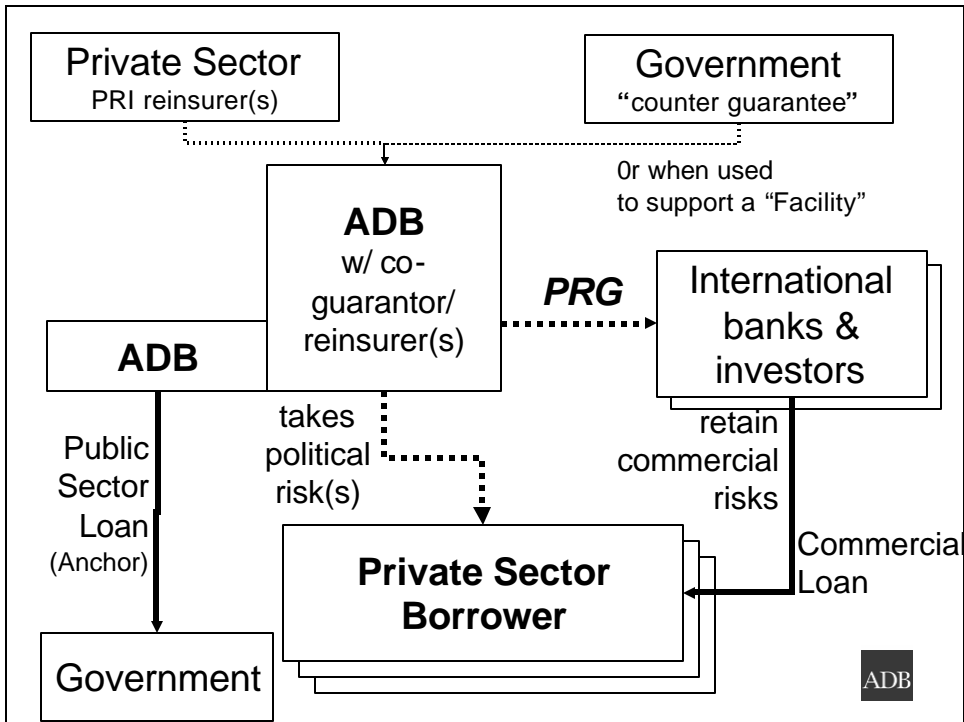 Private Sector
PRI reinsurer(s)
Government
“counter guarantee”
0r when used
to support a “Facility”
ADB
w/ co-
guarantor/
reinsurer(s)
PRG
International
banks &
investors
ADB
takes
political
risk(s)
retain
commercial
risks
Public
Sector
Loan
(Anchor)
Commercial
Loan
Private Sector
Borrower
Government
ADB